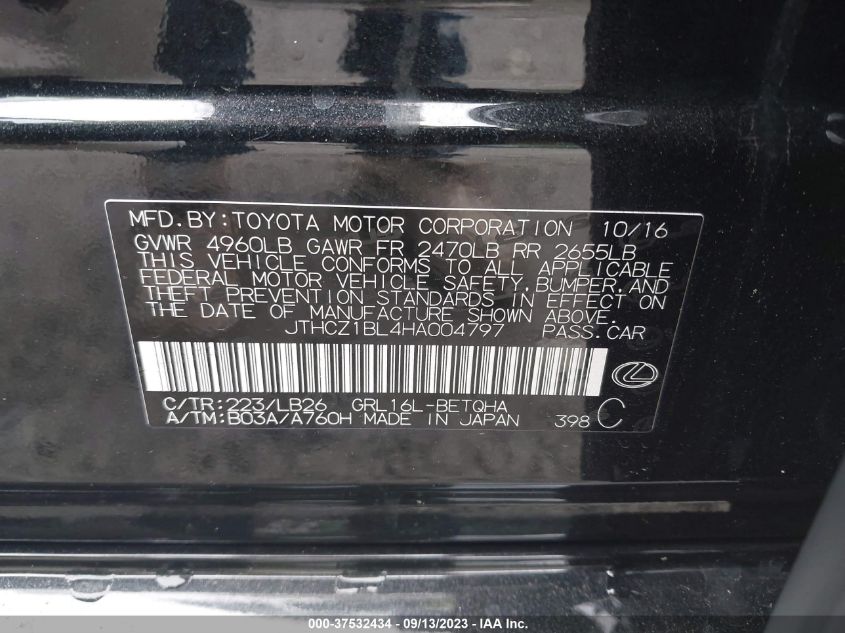 MFD.BY:TOYOTA MOTOR CORPORATION 10/16
GVWR 4960LB GAWR FR 2470LB RR 2655LB
THIS VEHICLE CONFORMS TO ALL APPLICABLE
FEDERAL MOTOR VEHICLE SAFETY,BUMPER,AND
THEFT PREVENTION STANDARDS IN EFFECT ON
THE DATE OF MANUFACTURE SHOWN ABOVE.
JTHCZ1BL4HA004797 PASS.CAR
C/TR:223/LB26 GRL16L-BETQHA
A/TM:B03A/A760H MADE IN JAPAN 398 C
000-37532434 - 09/13/2023 - IAA Inc.